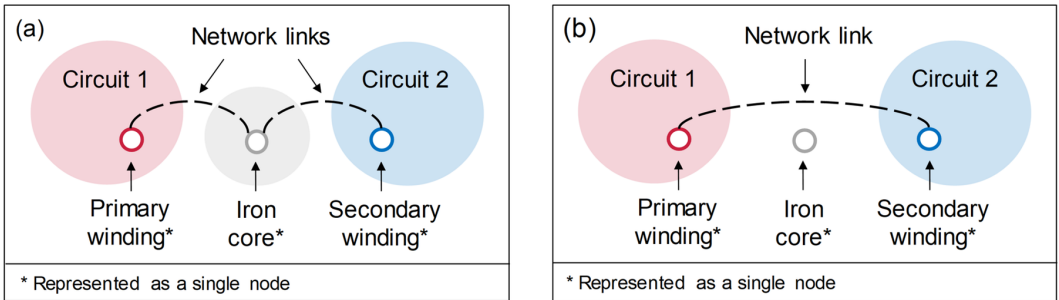 (a)
Network links
Circuit 1
Circuit 2
Primary
winding*
Iron
core*
Secondary
winding*
* Represented as a single node
(b)
Network link
Circuit 1
Circuit 2
Primary
winding*
Iron
core*
Secondary
winding*
* Represented as a single node